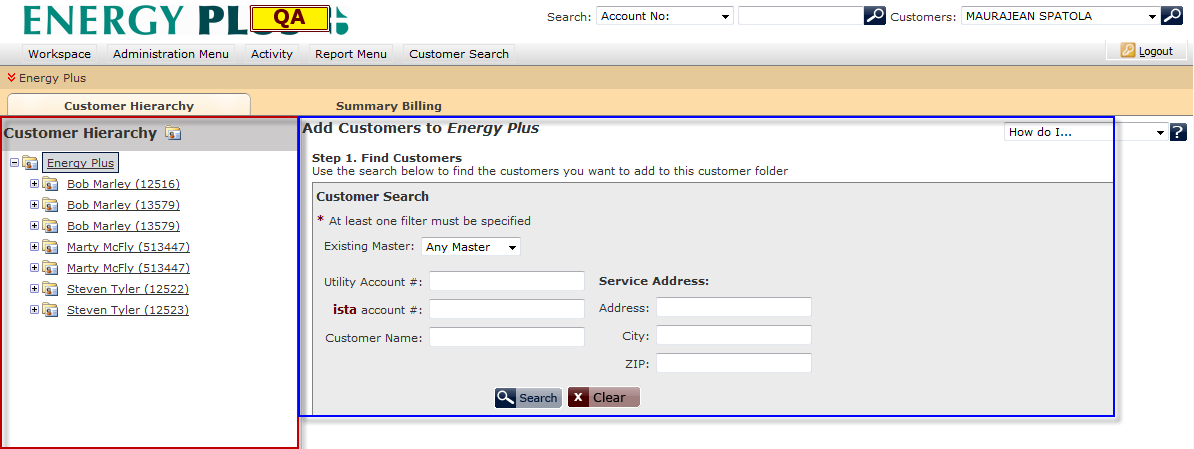 ENERGY PL QA
Search: Account No: Customers: MAURAJEAN SPATOLA
Workspace Administration Menu Activity Report Menu Customer Search Logout
Energy Plus
Customer Hierarchy Summary Billing
Customer Hierarchy
Energy Plus
Bob Marley (12516)
Bob Marley (13579)
Bob Marley (13579)
Marty McFly (513447)
Marty McFly (513447)
Steven Tyler (12522)
Steven Tyler (12523)
Add Customers to Energy Plus
How do I... ?
Step 1. Find Customers
Use the search below to find the customers you want to add to this customer folder
Customer Search
* At least one filter must be specified
Existing Master: Any Master
Utility Account #:
ista account #:
Customer Name:
Service Address:
Address:
City:
ZIP:
Search X Clear